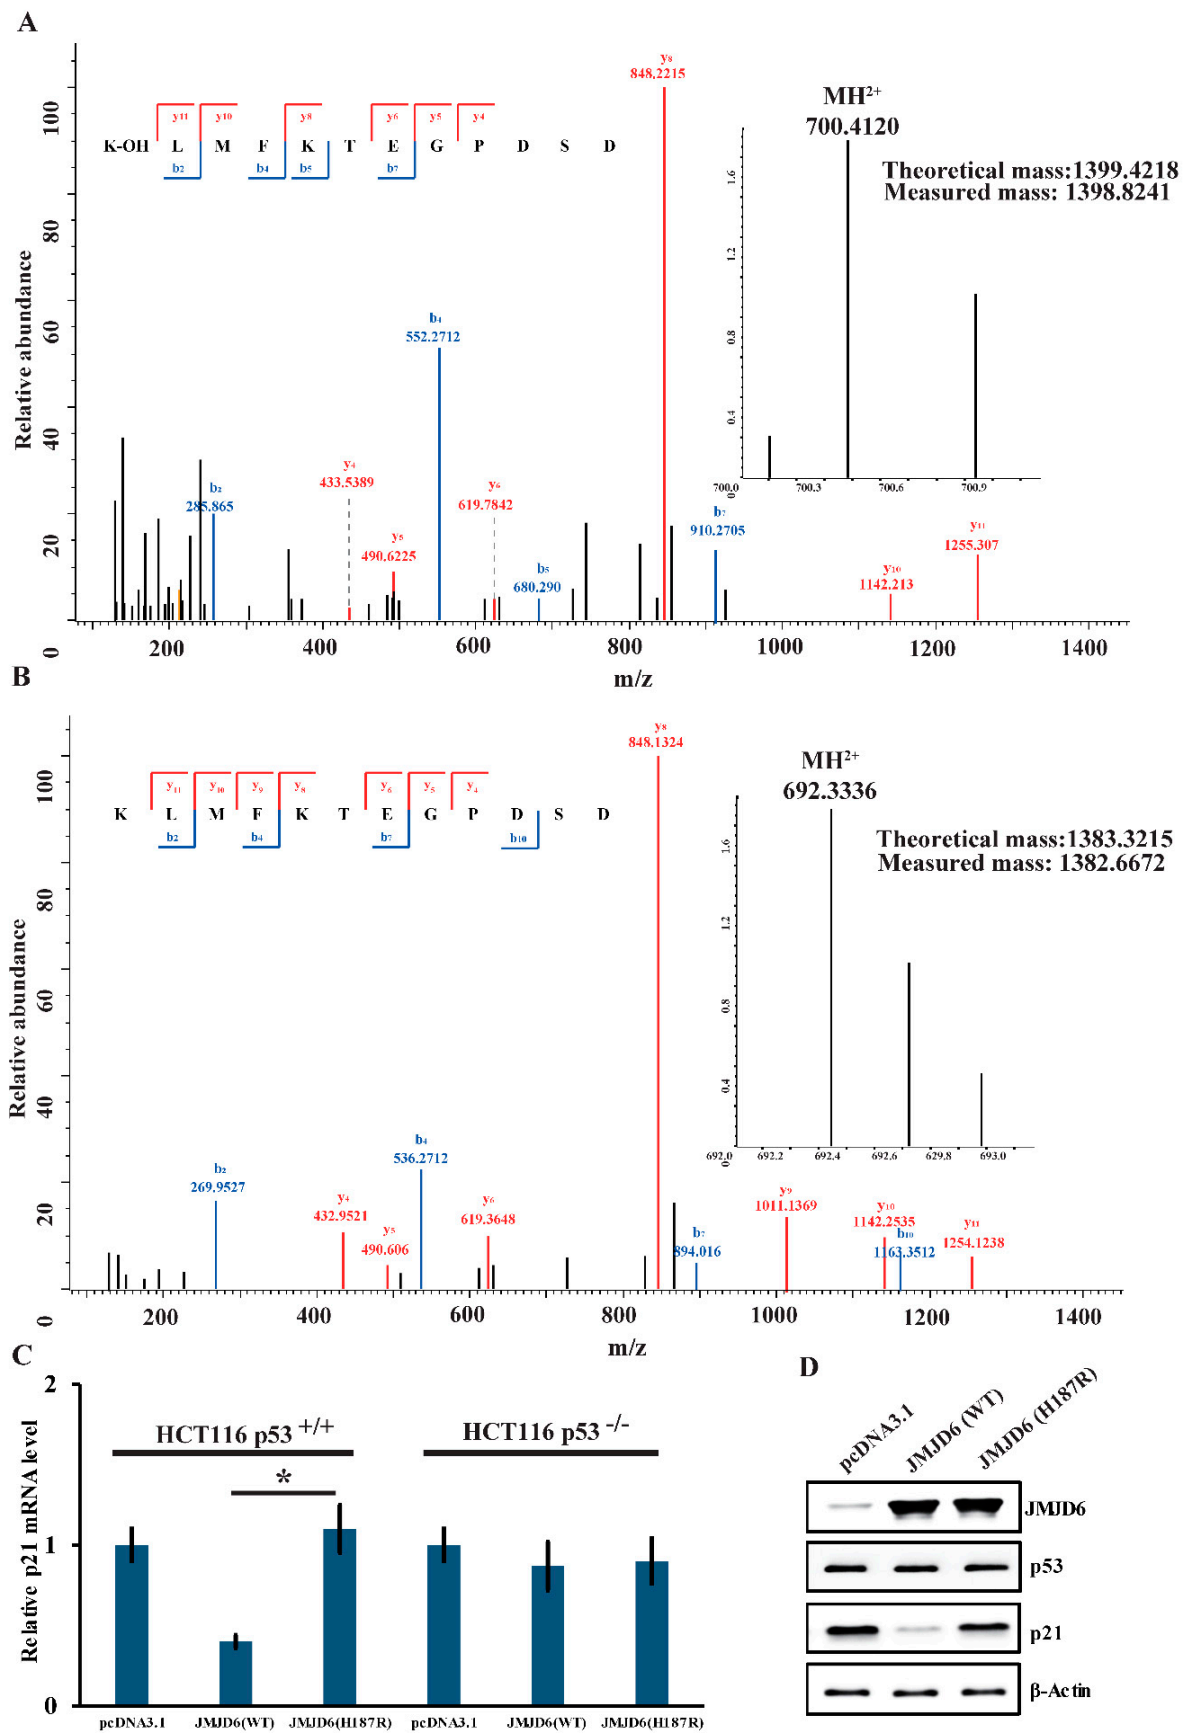 A
y8
848.2215
MH2+
700.4120
Theoretical mass:1399.4218
Measured mass: 1398.8241
y11 y10 y8 y6 y5 y4
K-OH L M F K T E G P D S D
b2 b4 b5 b7
1.6
1.2
0.8
0.4
0
700.0 700.3 700.6 700.9
b4
552.2712
b2
285.865
y4
433.5389
y5
490.6225
y6
619.7842
b5
680.290
b7
910.2705
y10
1142.213
y11
1255.307
Relative abundance
100
80
60
40
20
0
200 400 600 800 1000 1200 1400
m/z
B
y8
848.1324
MH2+
692.3336
Theoretical mass:1383.3215
Measured mass: 1382.6672
y11 y10 y9 y8 y6 y5 y4
K L M F K T E G P D S D
b2 b4 b7 b10
1.6
1.2
0.8
0.4
0
692.0 692.2 692.4 692.6 629.8 693.0
b2
269.9527
y4
432.9521
y5
490.606
b4
536.2712
y6
619.3648
b7
894.016
y9
1011.1369
y10
1142.2535
b10
1163.3512
y11
1254.1238
Relative abundance
100
80
60
40
20
0
200 400 600 800 1000 1200 1400
m/z
C
Relative p21 mRNA level
2
1
0
HCT116 p53 +/+
HCT116 p53 -/-
*
pcDNA3.1 JMJD6(WT) JMJD6(H187R) pcDNA3.1 JMJD6(WT) JMJD6(H187R)
D
pcDNA3.1
JMJD6 (WT)
JMJD6 (H187R)
JMJD6
p53
p21
β-Actin